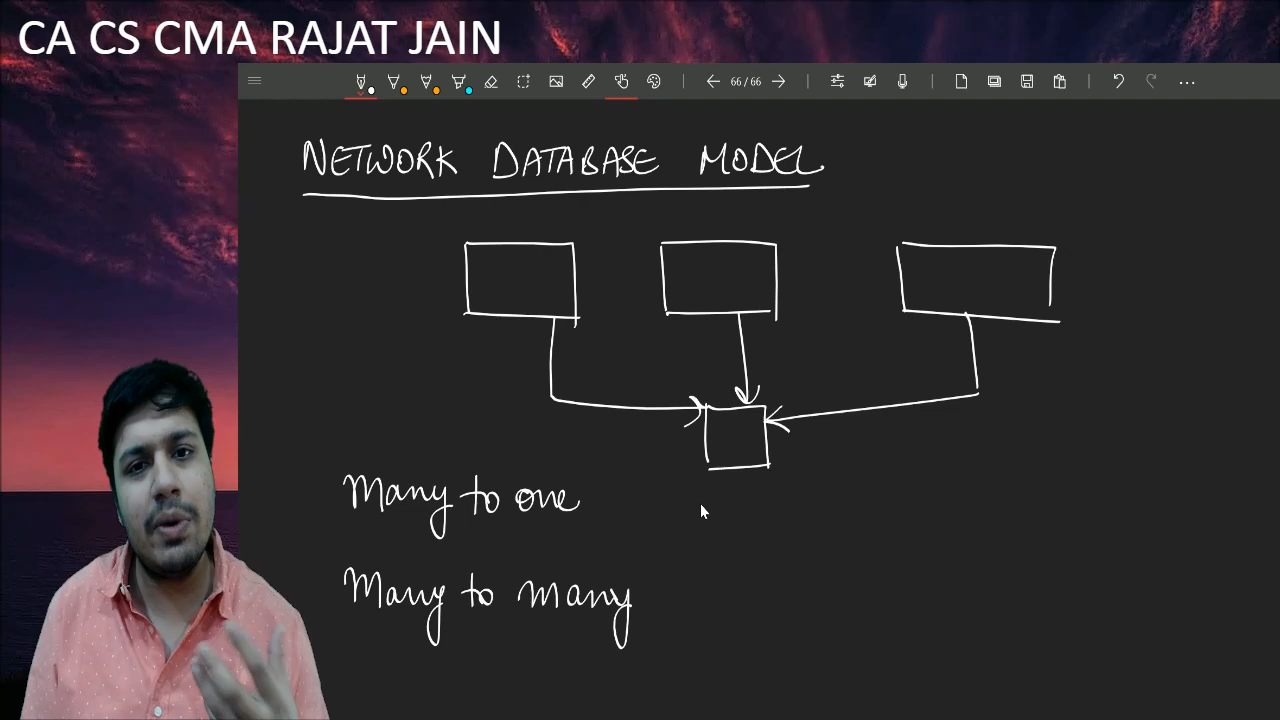 CA CS CMA RAJAT JAIN
66/66
NETWORK DATABASE MODEL
Many to one
Many to many